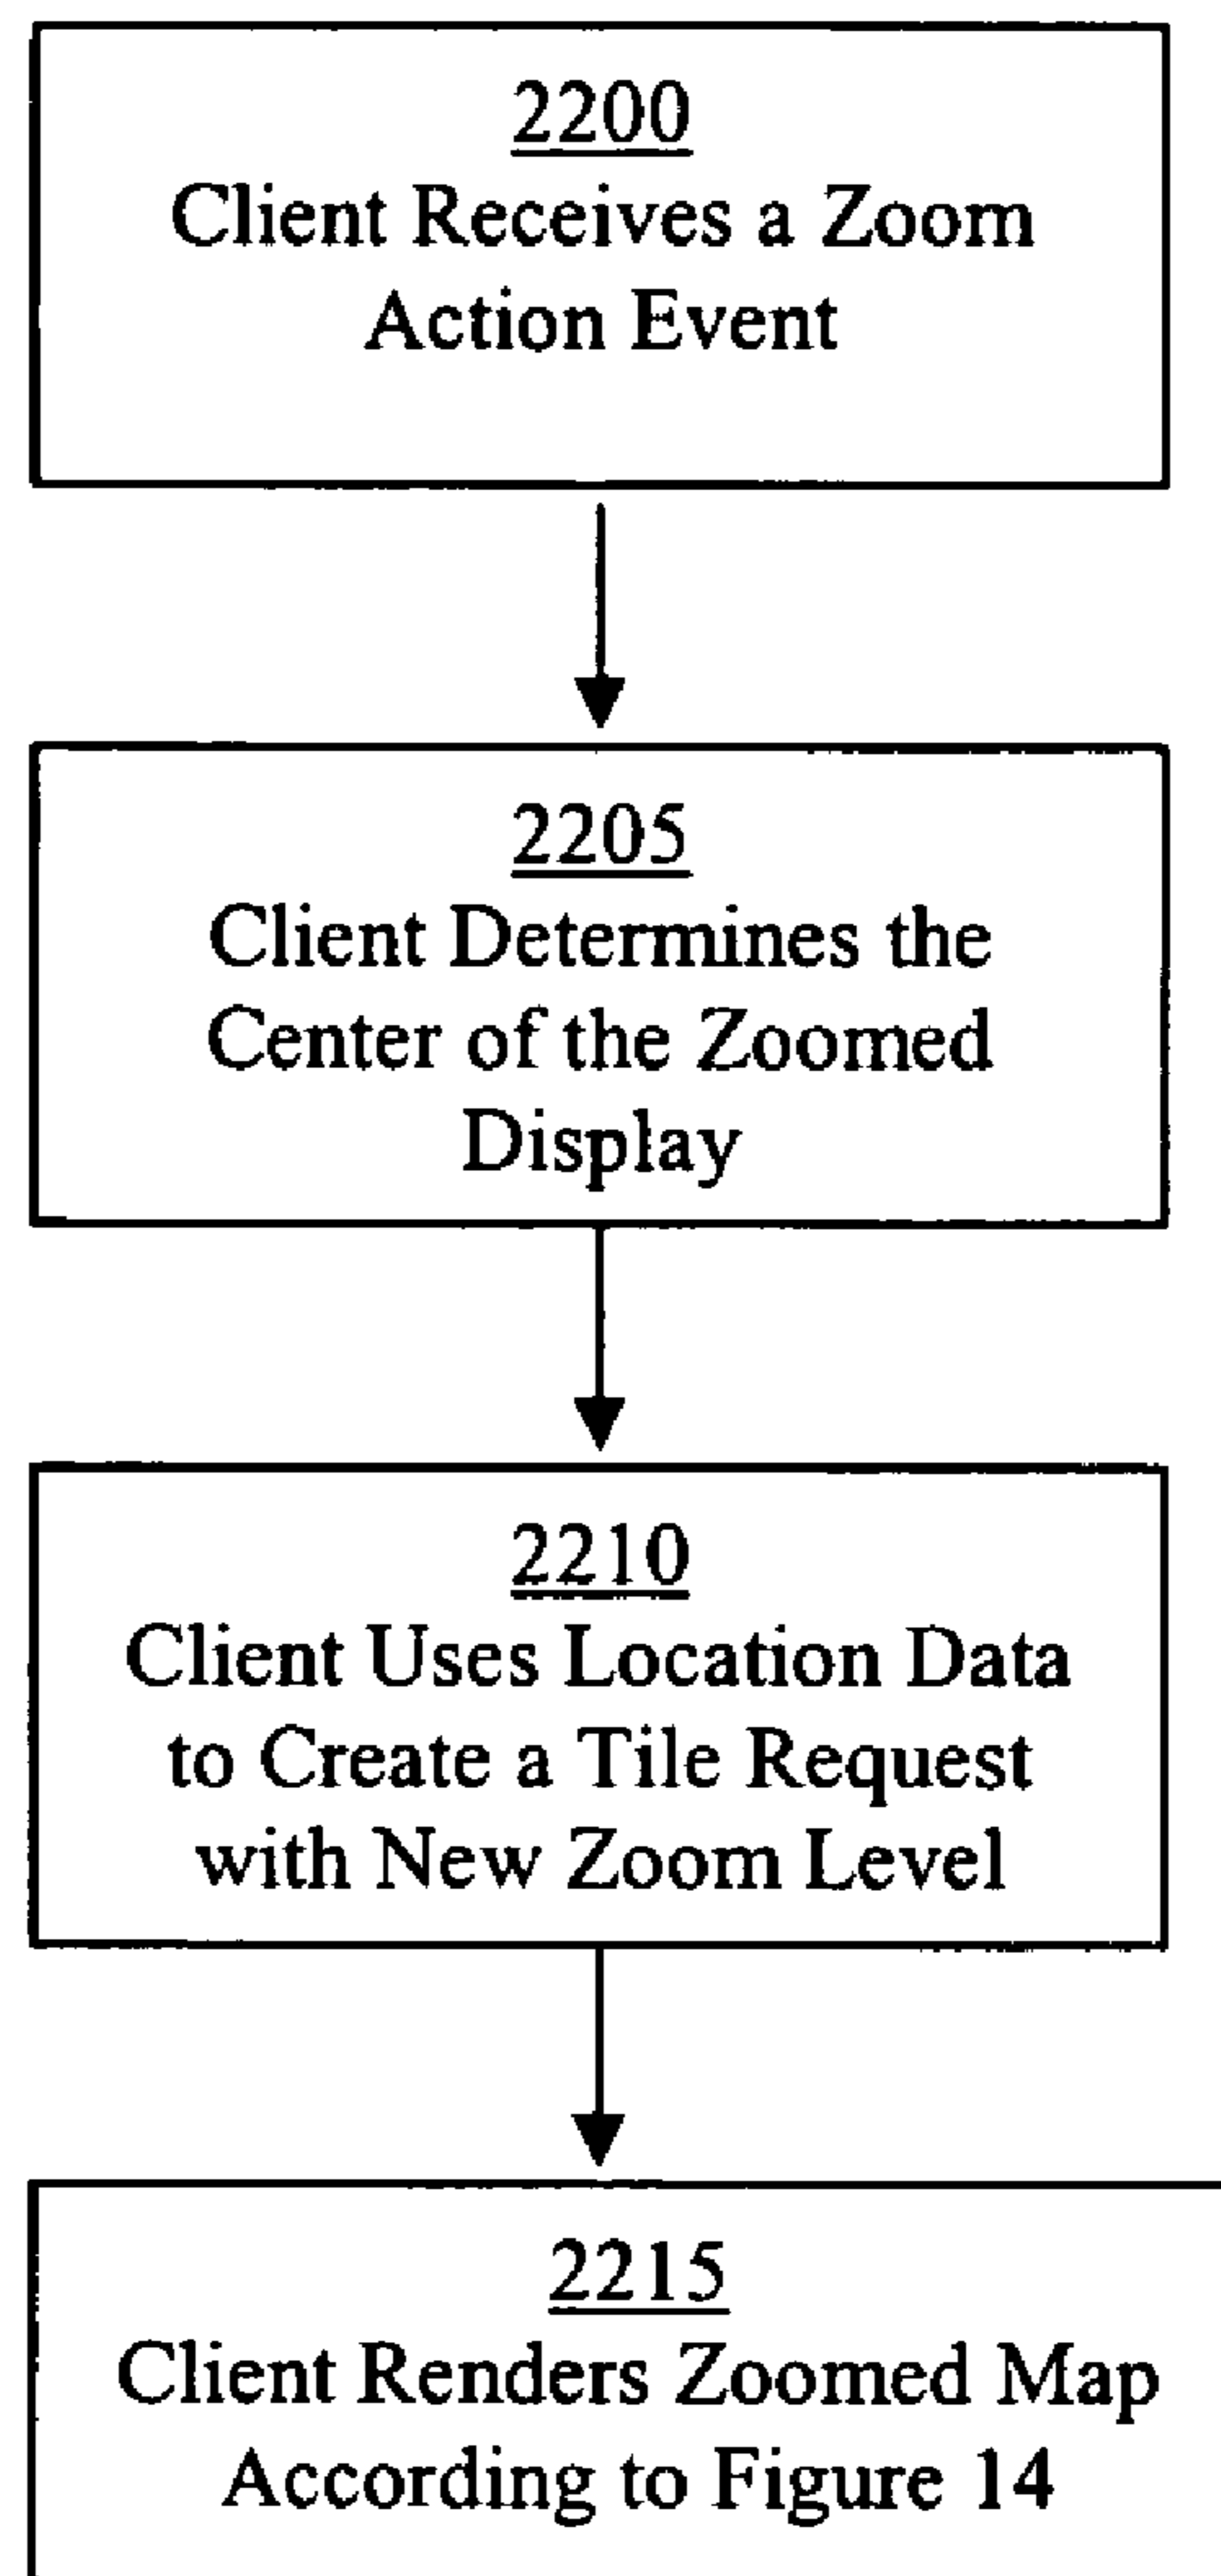 2200
Client Receives a Zoom
Action Event
2205
Client Determines the
Center of the Zoomed
Display
2210
Client Uses Location Data
to Create a Tile Request
with New Zoom Level
2215
Client Renders Zoomed Map
According to Figure 14